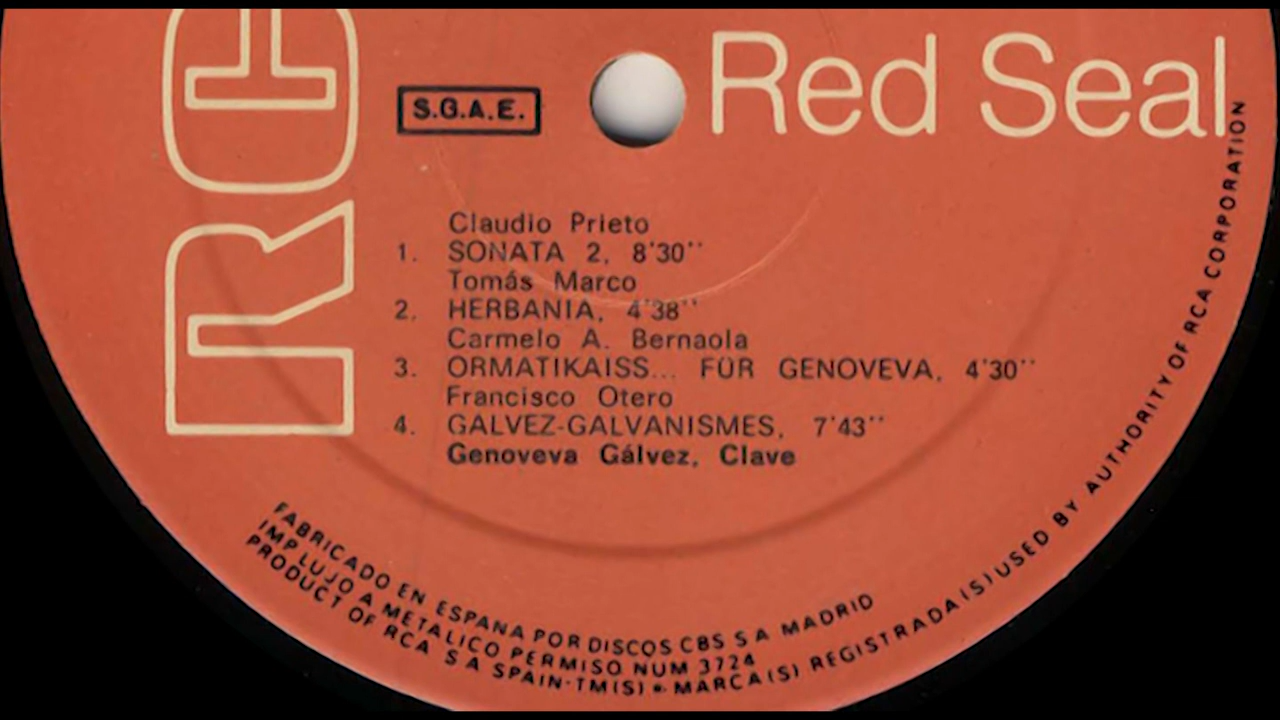 RC
Red Seal
S.G.A.E.
Claudio Prieto
1. SONATA 2, 8'30''
Tomás Marco
2. HERBANIA, 4'38''
Carmelo A. Bernaola
3. ORMATIKAISS... FÜR GENOVEVA, 4'30''
Francisco Otero
4. GALVEZ-GALVANISMES, 7'43''
Genoveva Gálvez, Clave
FABRICADO EN ESPAÑA POR DISCOS CBS S A MADRID
IMP LUJO A METALICO PERMISO NUM 3724
PRODUCT OF RCA S A SPAIN-TM(S) • MARCA(S) REGISTRADA(S) USED BY AUTHORITY OF RCA CORPORATION